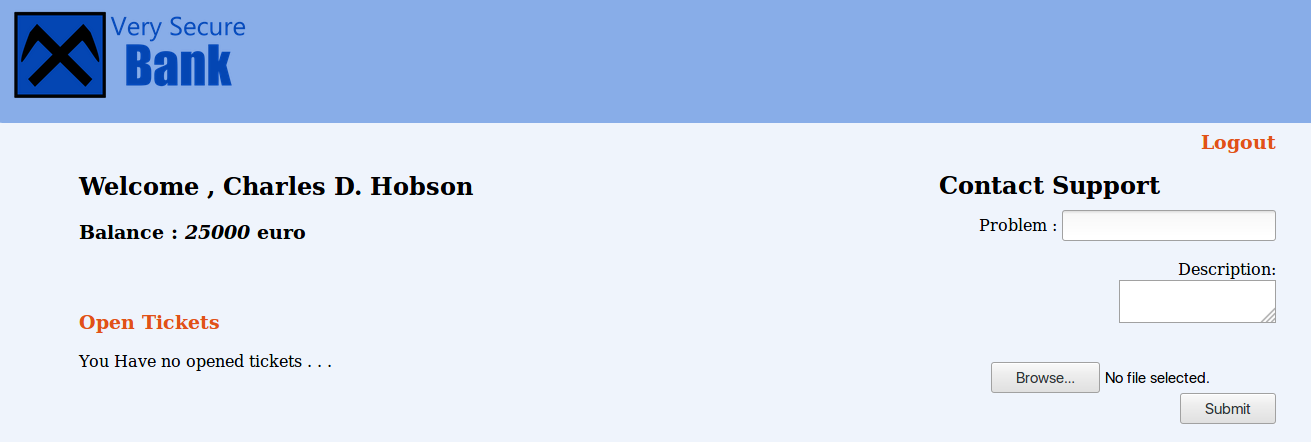 Very Secure
Bank
Logout
Welcome , Charles D. Hobson
Balance : 25000 euro
Open Tickets
You Have no opened tickets . . .
Contact Support
Problem :
Description:
Browse... No file selected.
Submit